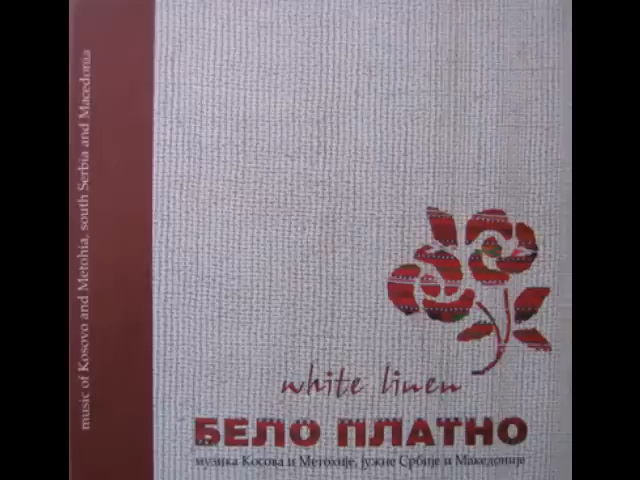 music of Kosovo and Metohia, south Serbia and Macedonia
white linen
БЕЛО ПЛАТНО
музика Косова и Метохије, јужне Србије и Македоније